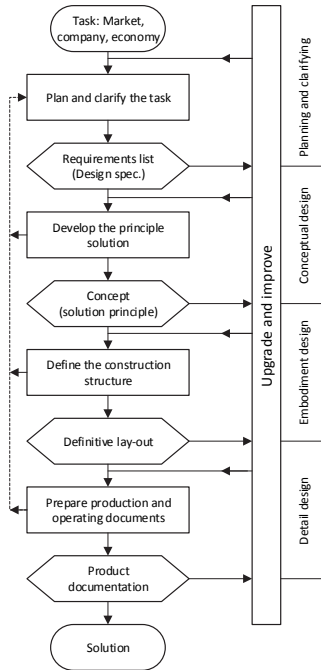 Task: Market,
company, economy
Plan and clarify the task
Requirements list
(Design spec.)
Develop the principle
solution
Concept
(solution principle)
Define the construction
structure
Definitive lay-out
Prepare production and
operating documents
Product
documentation
Solution
Upgrade and improve
Planning and clarifying
Conceptual design
Embodiment design
Detail design